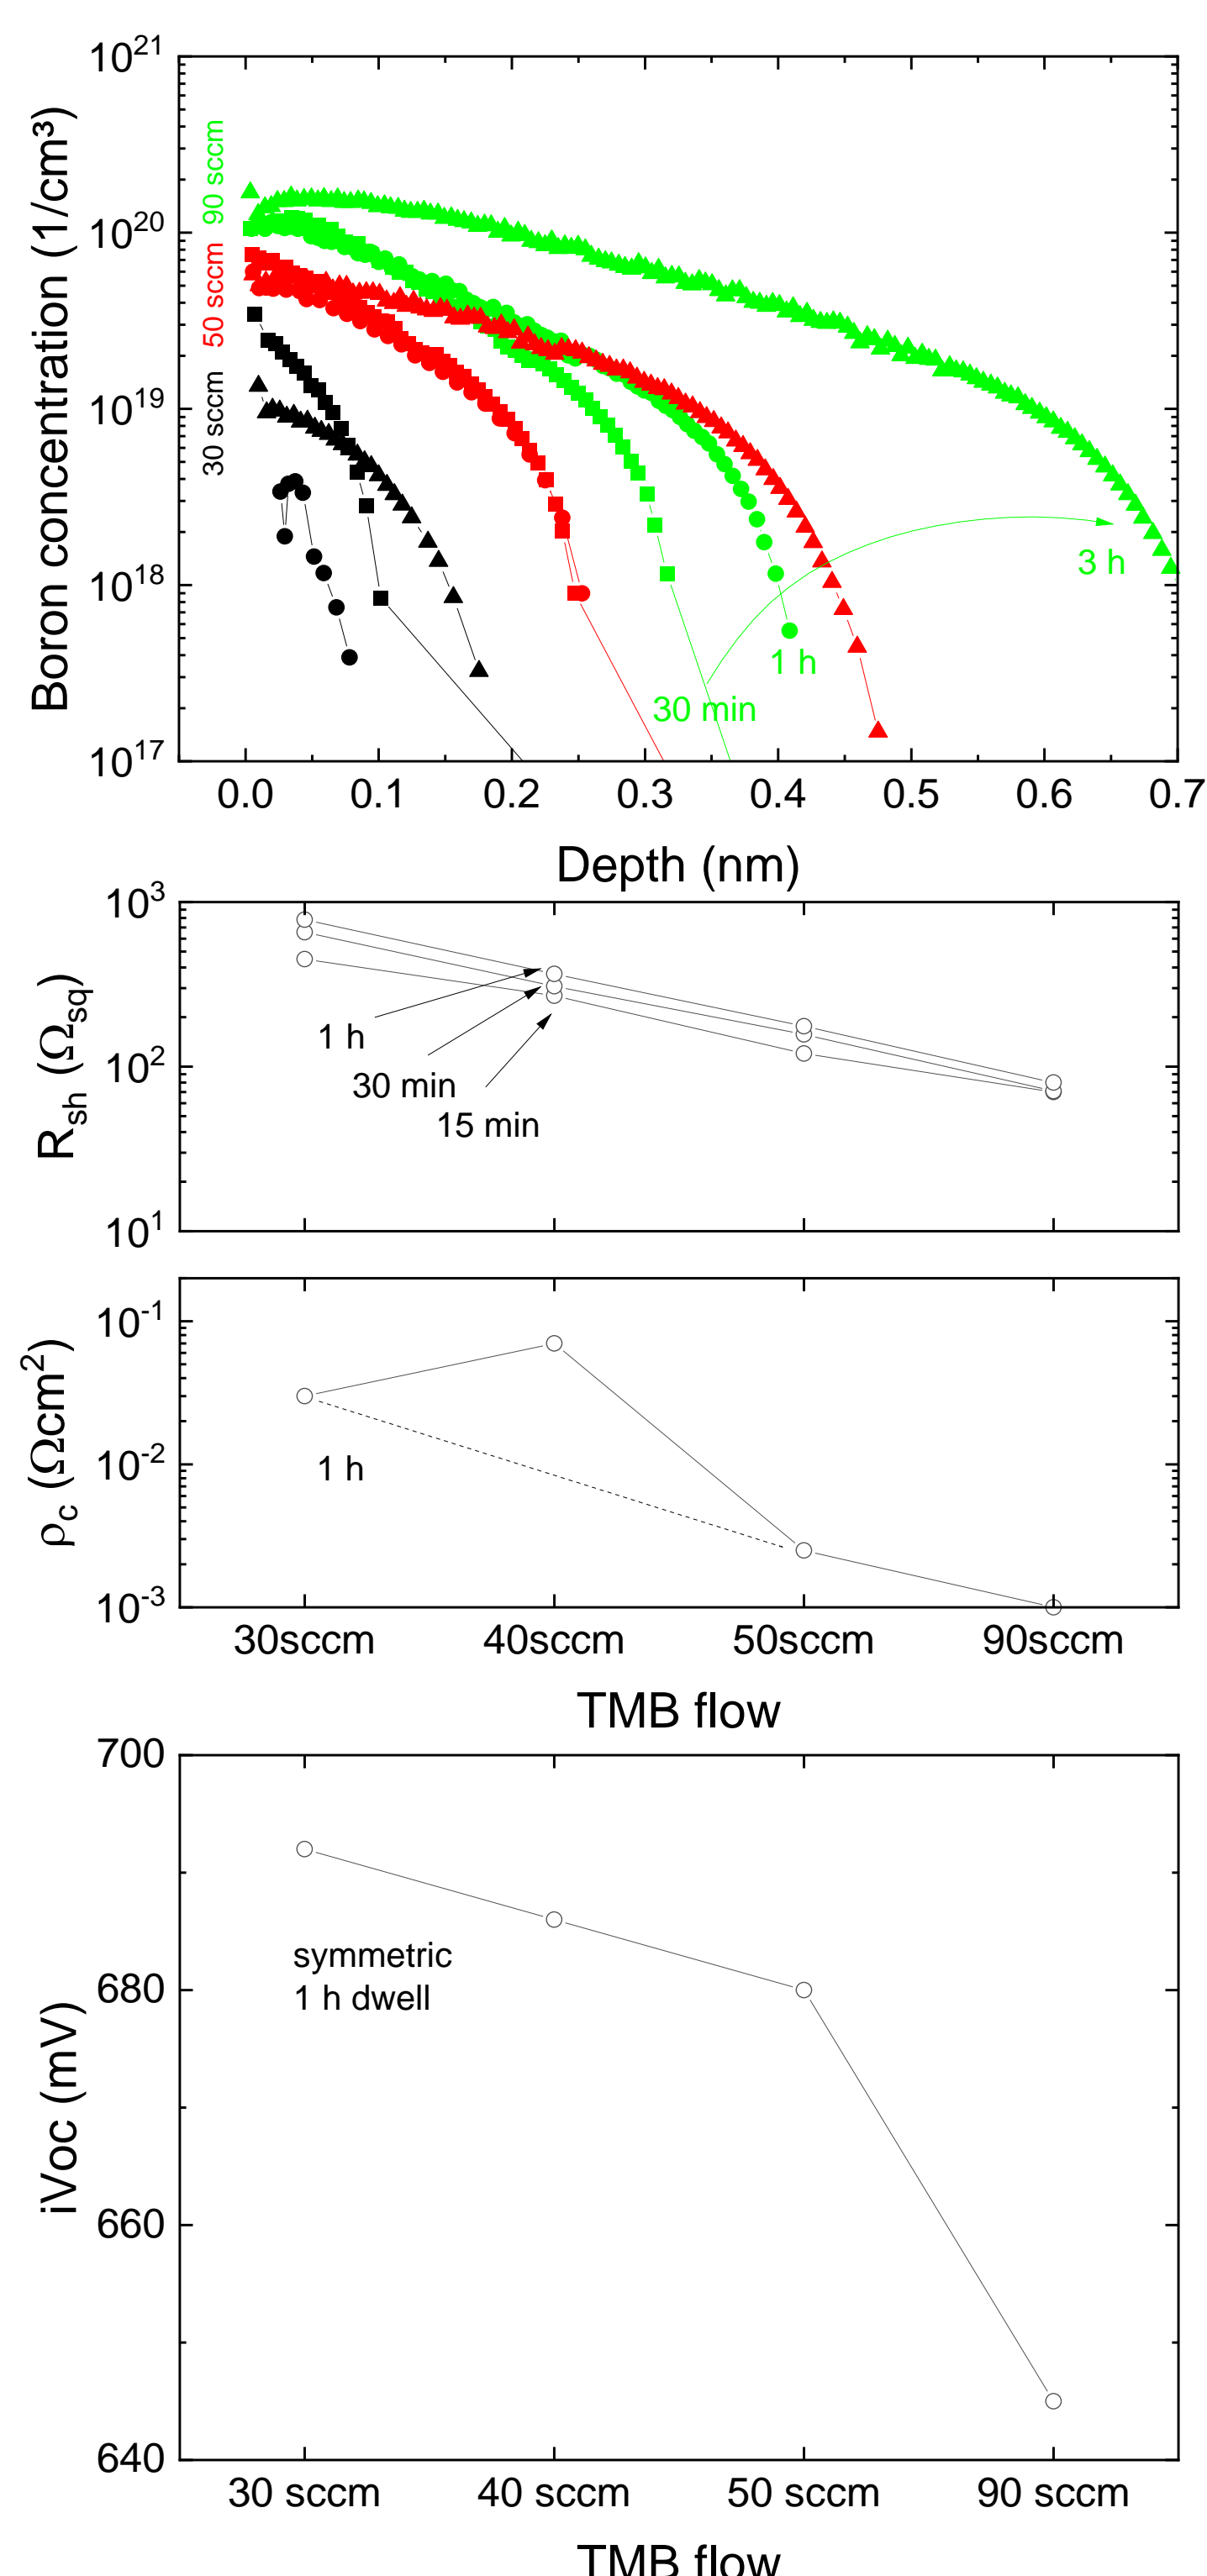 10²¹
10²⁰
10¹⁹
10¹⁸
10¹⁷
Boron concentration (1/cm³)
90 sccm
50 sccm
30 sccm
3 h
1 h
30 min
0.0 0.1 0.2 0.3 0.4 0.5 0.6 0.7
Depth (nm)
10³
10²
10¹
R_sh (Ω_sq)
1 h
30 min
15 min
10⁻¹
10⁻²
10⁻³
ρ_c (Ωcm²)
1 h
30sccm 40sccm 50sccm 90sccm
TMB flow
700
680
660
640
iVoc (mV)
symmetric
1 h dwell
30 sccm 40 sccm 50 sccm 90 sccm
TMB flow